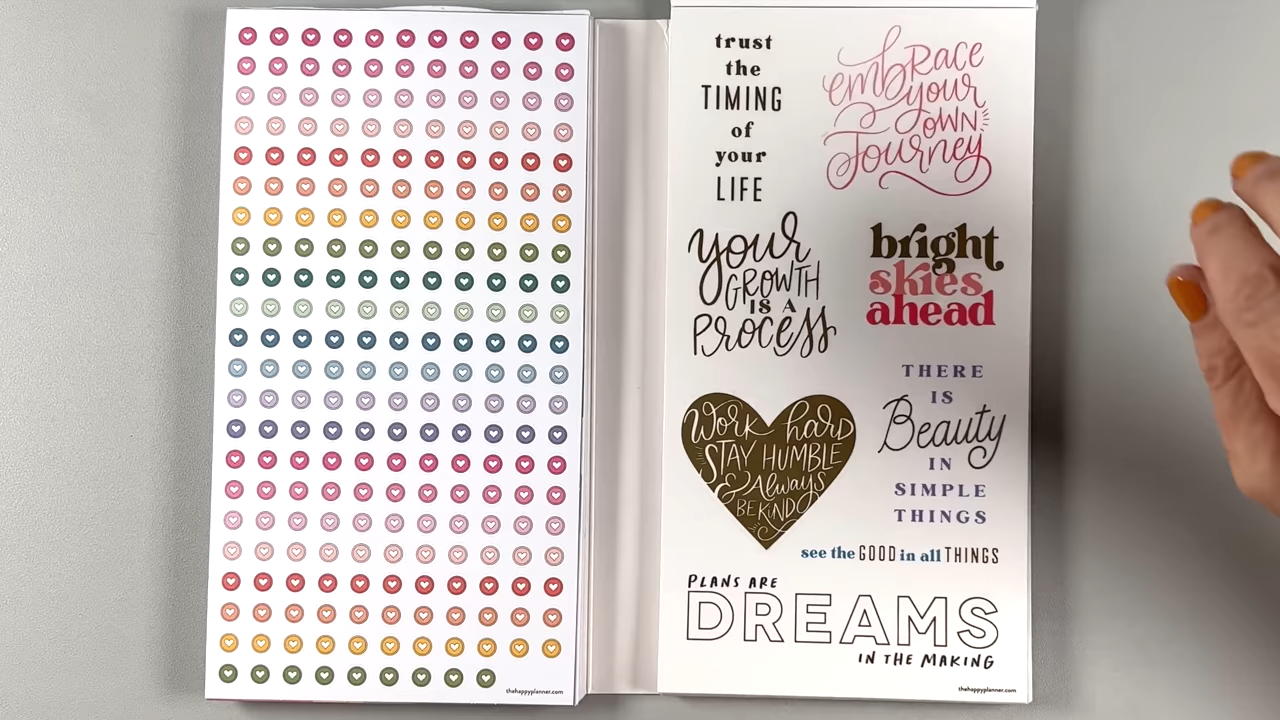 trust
the
TIMING
of
your
LIFE
embrace
your
OWN
Journey
your
GROWTH
IS A
PROCESS
bright
skies
ahead
Work hard
STAY HUMBLE
& Always
BE KIND
THERE
IS
Beauty
IN
SIMPLE
THINGS
see the GOOD in all THINGS
PLANS ARE
DREAMS
IN THE MAKING
thehappyplanner.com
thehappyplanner.com